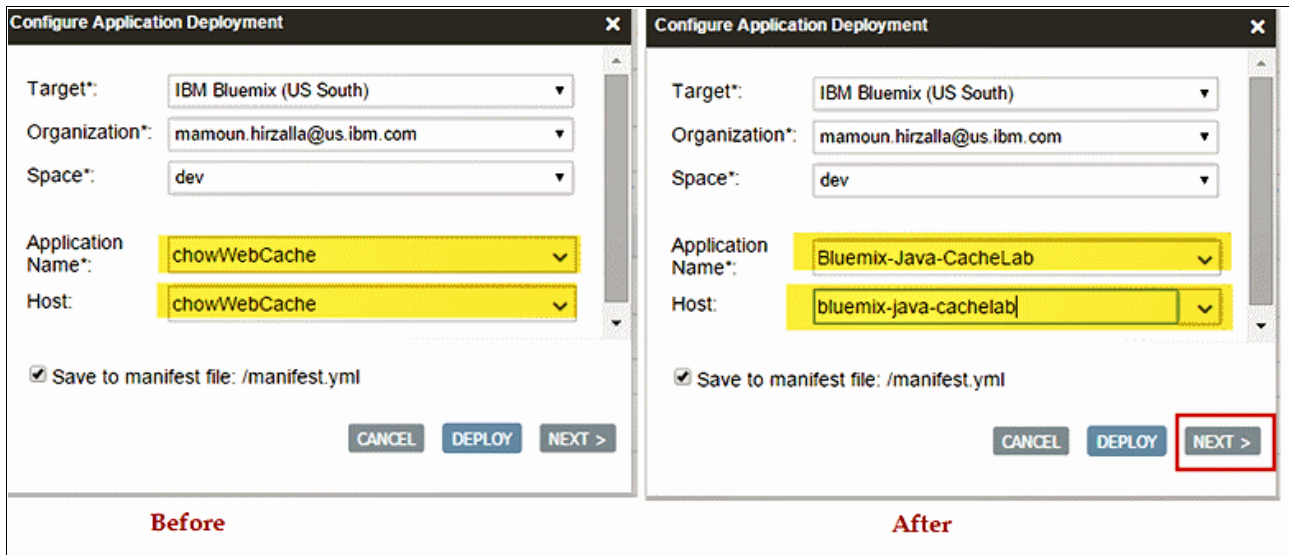 Configure Application Deployment
Target*: IBM Bluemix (US South)
Organization*: mamoun.hirzalla@us.ibm.com
Space*: dev
Application
Name*: chowWebCache
Host: chowWebCache
Save to manifest file: /manifest.yml
CANCEL DEPLOY NEXT >
Before
Configure Application Deployment
Target*: IBM Bluemix (US South)
Organization*: mamoun.hirzalla@us.ibm.com
Space*: dev
Application
Name*: Bluemix-Java-CacheLab
Host: bluemix-java-cachelab
Save to manifest file: /manifest.yml
CANCEL DEPLOY NEXT >
After